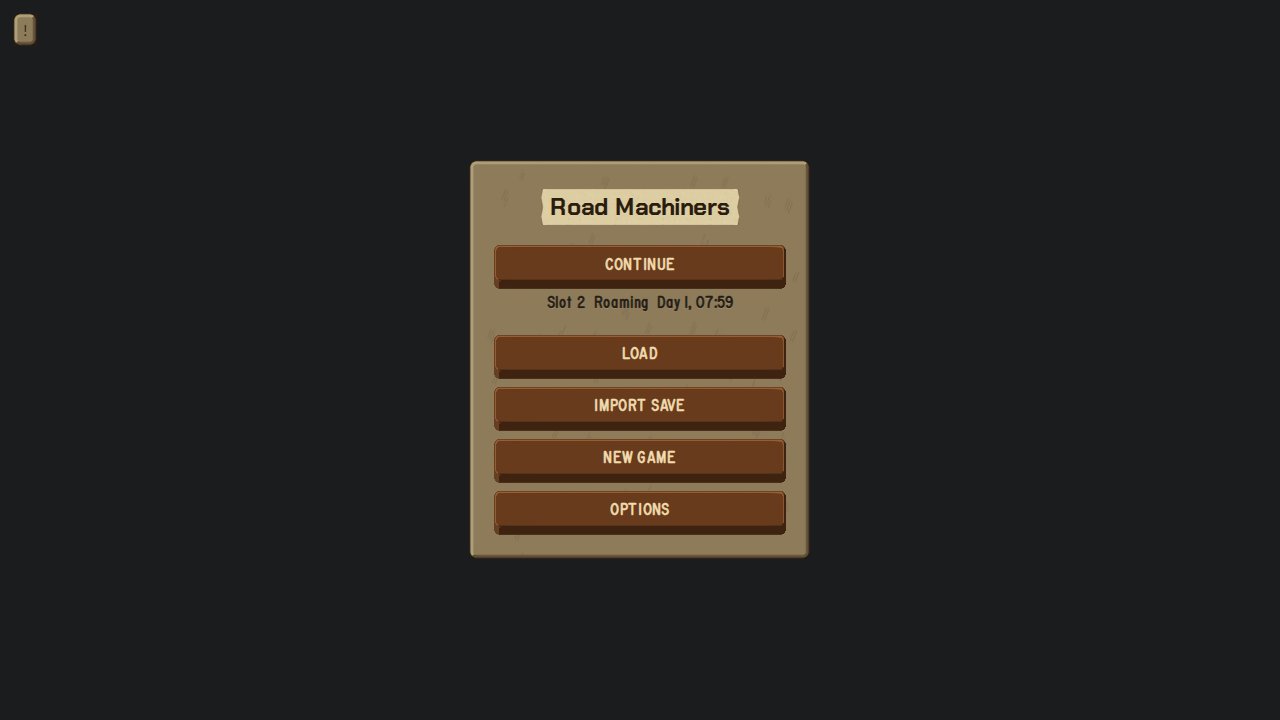 !
Road Machiners
CONTINUE
Slot 2 Roaming Day 1, 07:59
LOAD
IMPORT SAVE
NEW GAME
OPTIONS